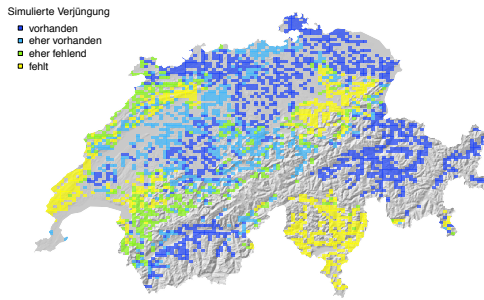 Simulierte Verjüngung
vorhanden
eher vorhanden
eher fehlend
fehlt